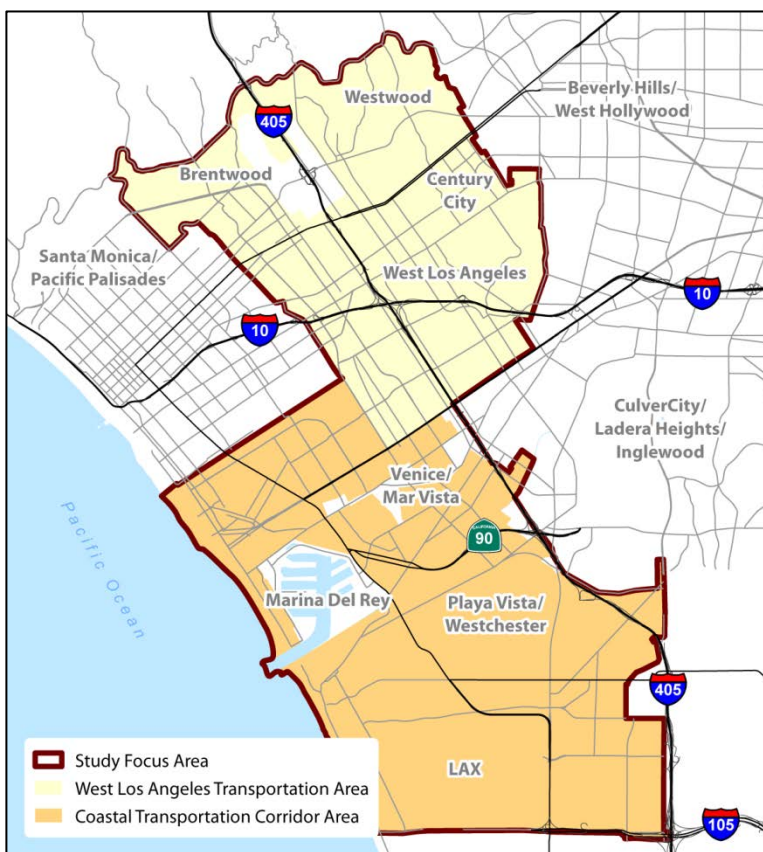 Westwood
Beverly Hills/
West Hollywood
405
Brentwood
Century
City
Santa Monica/
Pacific Palisades
West Los Angeles
10
10
CulverCity/
Ladera Heights/
Inglewood
Venice/
Mar Vista
CALIFORNIA
90
Pacific Ocean
Marina Del Rey
Playa Vista/
Westchester
405
LAX
105
Study Focus Area
West Los Angeles Transportation Area
Coastal Transportation Corridor Area